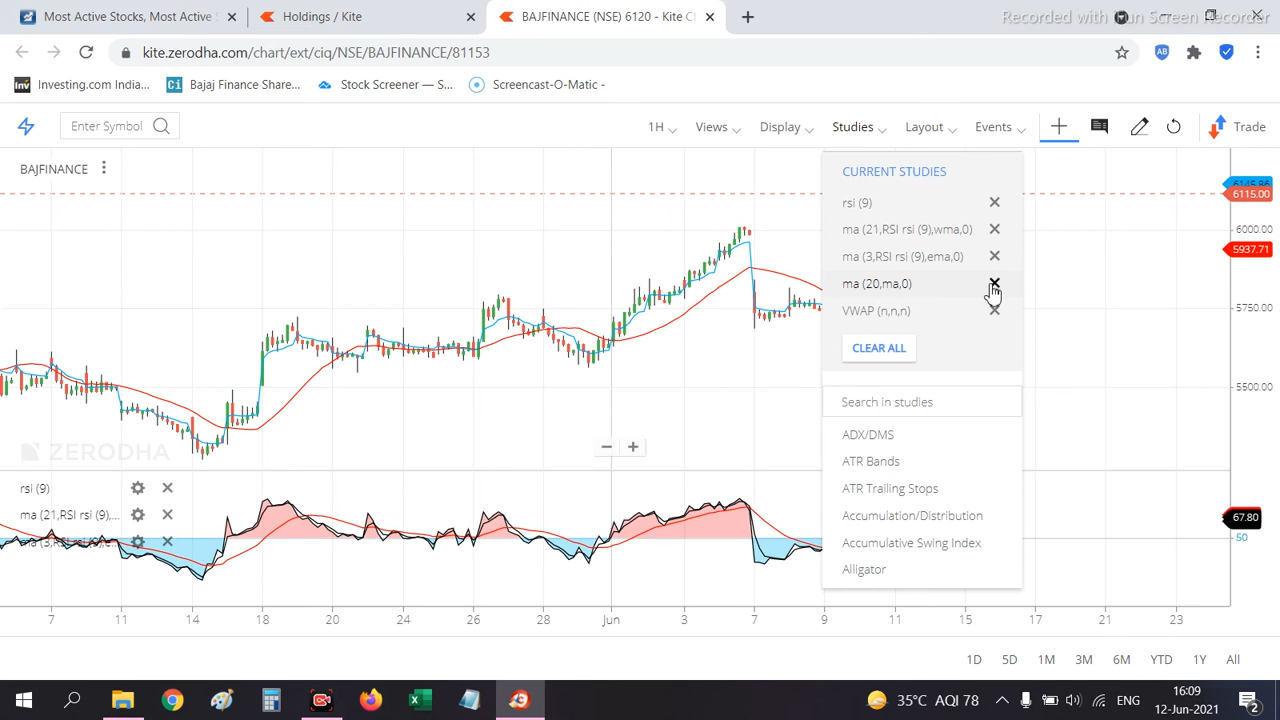 Most Active Stocks, Most Active
Holdings / Kite
BAJFINANCE (NSE) 6120 - Kite C
Recorded with Fun Screen Recorder
kite.zerodha.com/chart/ext/ciq/NSE/BAJFINANCE/81153
AB
Inv Investing.com India...
Ci Bajaj Finance Share...
Stock Screener — S...
Screencast-O-Matic -
Enter Symbol
1H
Views
Display
Studies
Layout
Events
Trade
BAJFINANCE
CURRENT STUDIES
rsi (9)
ma (21,RSI rsi (9),wma,0)
ma (3,RSI rsi (9),ema,0)
ma (20,ma,0)
VWAP (n,n,n)
CLEAR ALL
Search in studies
ADX/DMS
ATR Bands
ATR Trailing Stops
Accumulation/Distribution
Accumulative Swing Index
Alligator
6115.00
6000.00
5937.71
5750.00
5500.00
ZERODHA
rsi (9)
ma (21,RSI rsi (9),...
67.80
50
7 11 14 18 20 24 26 28 Jun 3 7 9 11 15 17 21 23
1D 5D 1M 3M 6M YTD 1Y All
35°C AQI 78
ENG
16:09
12-Jun-2021
2